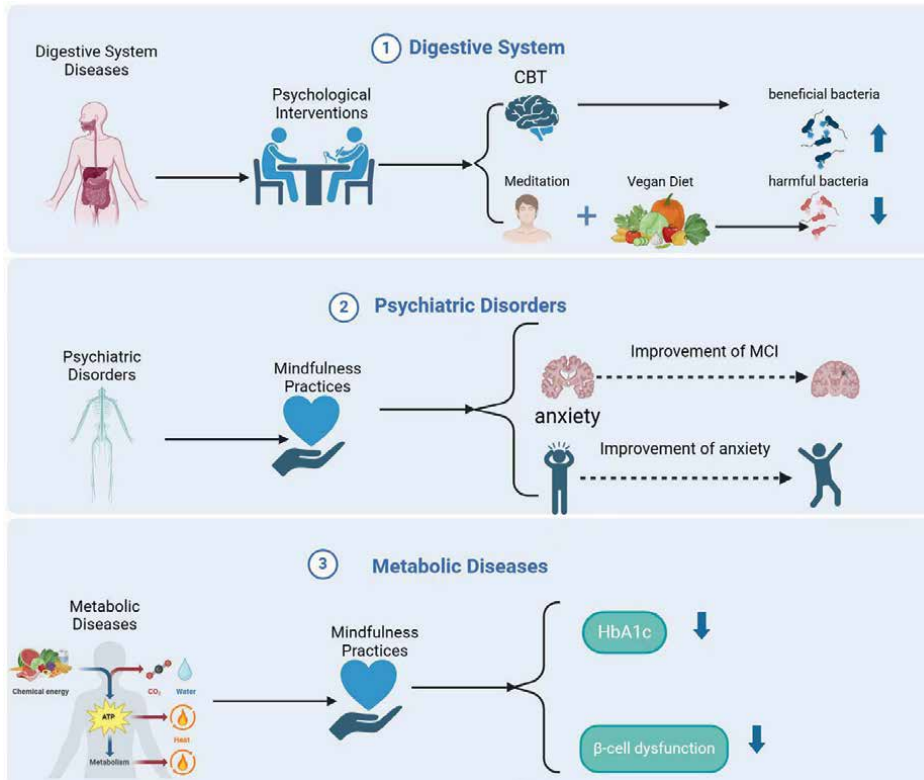 1 Digestive System
Digestive System
Diseases
Psychological
Interventions
CBT
beneficial bacteria
Meditation
+
Vegan Diet
harmful bacteria
2 Psychiatric Disorders
Psychiatric
Disorders
Mindfulness
Practices
Improvement of MCI
anxiety
Improvement of anxiety
3 Metabolic Diseases
Metabolic
Diseases
Chemical energy
CO₂
Water
ATP
Heat
Metabolism
Mindfulness
Practices
HbA1c
β-cell dysfunction